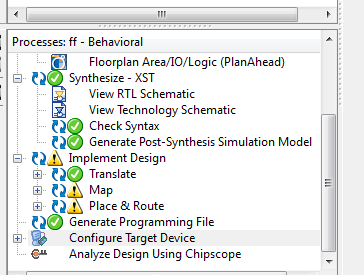 Processes: ff - Behavioral
Floorplan Area/IO/Logic (PlanAhead)
Synthesize - XST
View RTL Schematic
View Technology Schematic
Check Syntax
Generate Post-Synthesis Simulation Model
Implement Design
Translate
Map
Place & Route
Generate Programming File
Configure Target Device
Analyze Design Using Chipscope